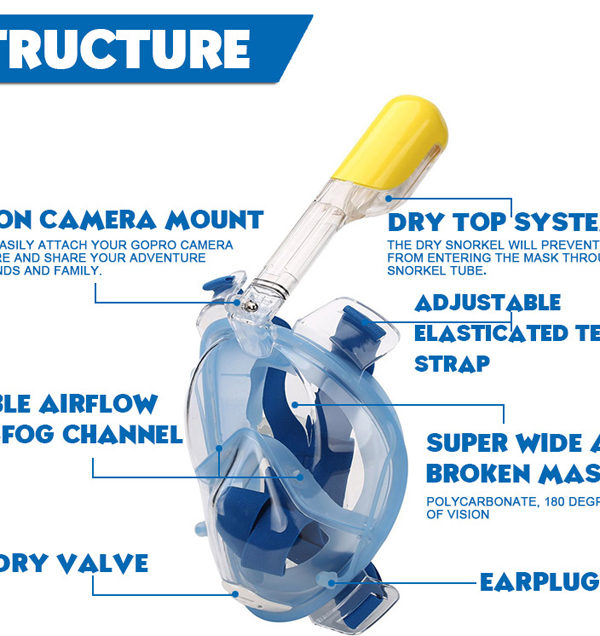 TRUCTURE
ON CAMERA MOUNT
ASILY ATTACH YOUR GOPRO CAMERA
RE AND SHARE YOUR ADVENTURE
NDS AND FAMILY.
DRY TOP SYSTE
THE DRY SNORKEL WILL PREVENT
FROM ENTERING THE MASK THROU
SNORKEL TUBE.
ADJUSTABLE
ELASTICATED TE
STRAP
BLE AIRFLOW
-FOG CHANNEL
SUPER WIDE A
BROKEN MAS
POLYCARBONATE, 180 DEGR
OF VISION
DRY VALVE
EARPLUG